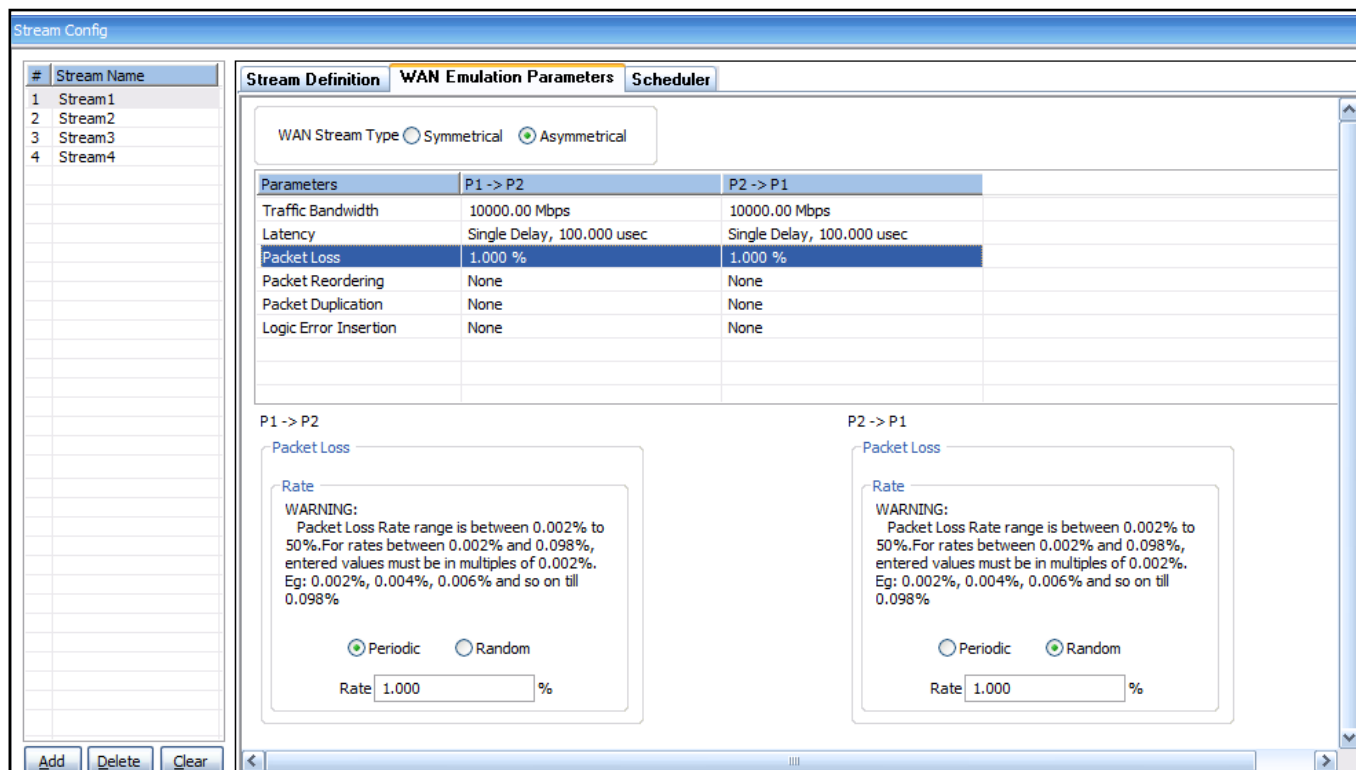 Stream Config
# Stream Name
1 Stream1
2 Stream2
3 Stream3
4 Stream4
Add Delete Clear
Stream Definition WAN Emulation Parameters Scheduler
WAN Stream Type Symmetrical Asymmetrical
Parameters P1 -> P2 P2 -> P1
Traffic Bandwidth 10000.00 Mbps 10000.00 Mbps
Latency Single Delay, 100.000 usec Single Delay, 100.000 usec
Packet Loss 1.000 % 1.000 %
Packet Reordering None None
Packet Duplication None None
Logic Error Insertion None None
P1 -> P2
Packet Loss
Rate
WARNING:
Packet Loss Rate range is between 0.002% to
50%.For rates between 0.002% and 0.098%,
entered values must be in multiples of 0.002%.
Eg: 0.002%, 0.004%, 0.006% and so on till
0.098%
Periodic Random
Rate 1.000 %
P2 -> P1
Packet Loss
Rate
WARNING:
Packet Loss Rate range is between 0.002% to
50%.For rates between 0.002% and 0.098%,
entered values must be in multiples of 0.002%.
Eg: 0.002%, 0.004%, 0.006% and so on till
0.098%
Periodic Random
Rate 1.000 %